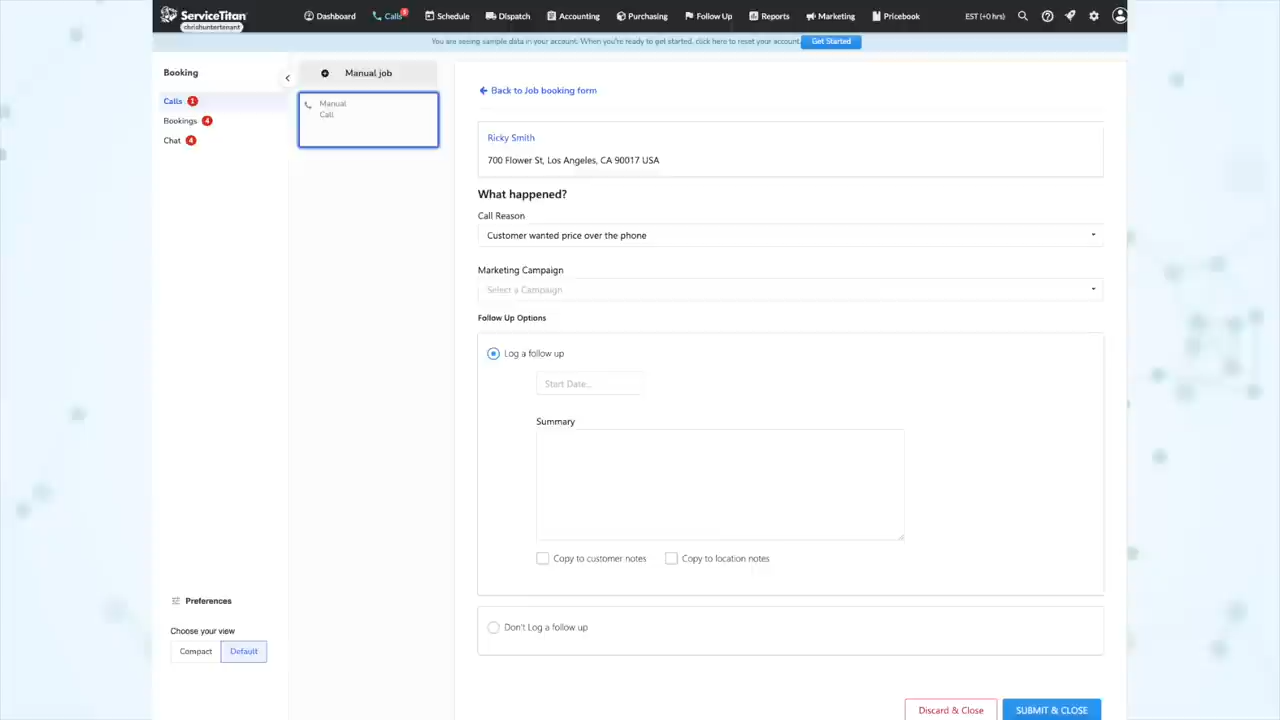 ServiceTitan
chrishuntertenant
Dashboard
Calls 1
Schedule
Dispatch
Accounting
Purchasing
Follow Up
Reports
Marketing
Pricebook
EST (+0 hrs)
You are seeing sample data in your account. When you're ready to get started, click here to reset your account.
Get Started
Booking
Calls 1
Bookings 4
Chat 4
Manual job
Manual
Call
Back to Job booking form
Ricky Smith
700 Flower St, Los Angeles, CA 90017 USA
What happened?
Call Reason
Customer wanted price over the phone
Marketing Campaign
Select a Campaign
Follow Up Options
Log a follow up
Start Date...
Summary
Copy to customer notes
Copy to location notes
Don't Log a follow up
Preferences
Choose your view
Compact
Default
Discard & Close
SUBMIT & CLOSE